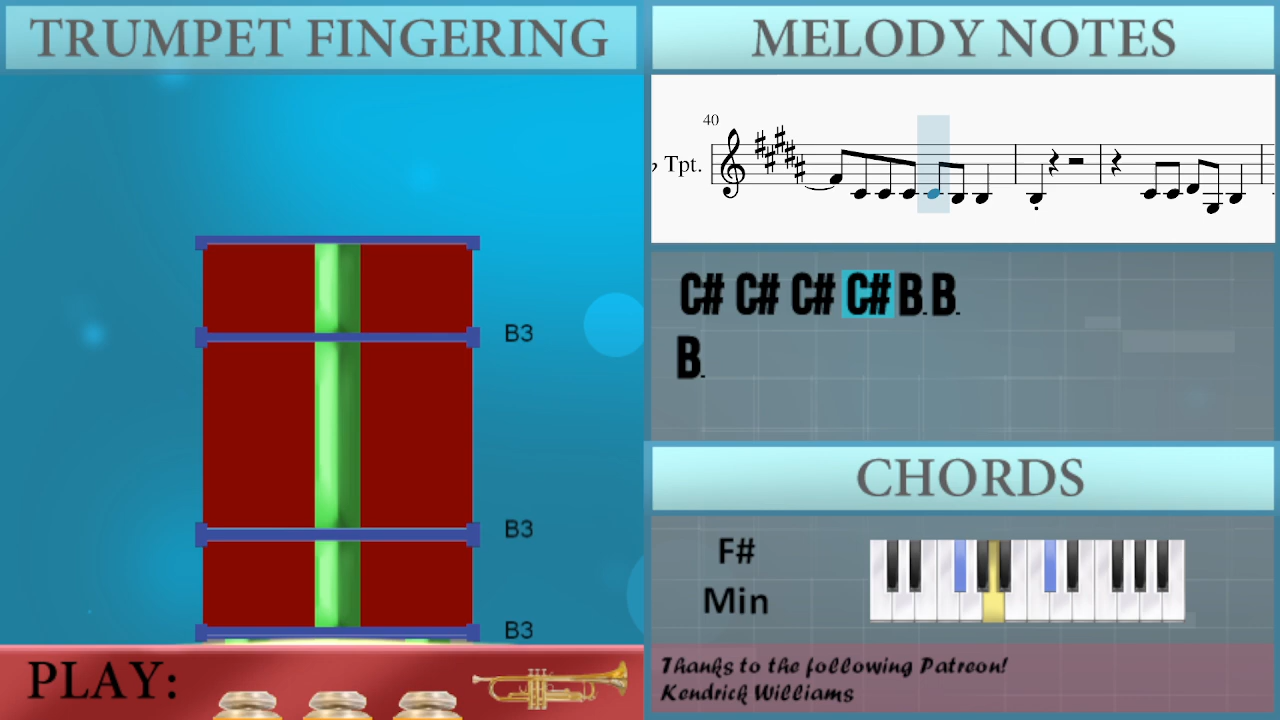 TRUMPET FINGERING
B3
B3
B3
PLAY:
MELODY NOTES
40
♭ Tpt.
C# C# C# C# B. B.
B.
CHORDS
F#
Min
Thanks to the following Patreon!
Kendrick Williams